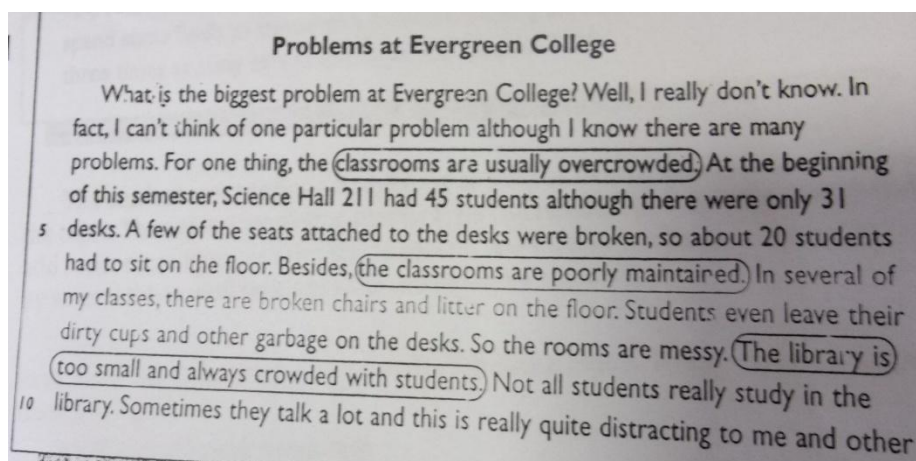 Problems at Evergreen College
What is the biggest problem at Evergreen College? Well, I really don't know. In
fact, I can't think of one particular problem although I know there are many
problems. For one thing, the classrooms are usually overcrowded. At the beginning
of this semester, Science Hall 211 had 45 students although there were only 31
5 desks. A few of the seats attached to the desks were broken, so about 20 students
had to sit on the floor. Besides, the classrooms are poorly maintained. In several of
my classes, there are broken chairs and litter on the floor. Students even leave their
dirty cups and other garbage on the desks. So the rooms are messy. The library is
too small and always crowded with students. Not all students really study in the
10 library. Sometimes they talk a lot and this is really quite distracting to me and other